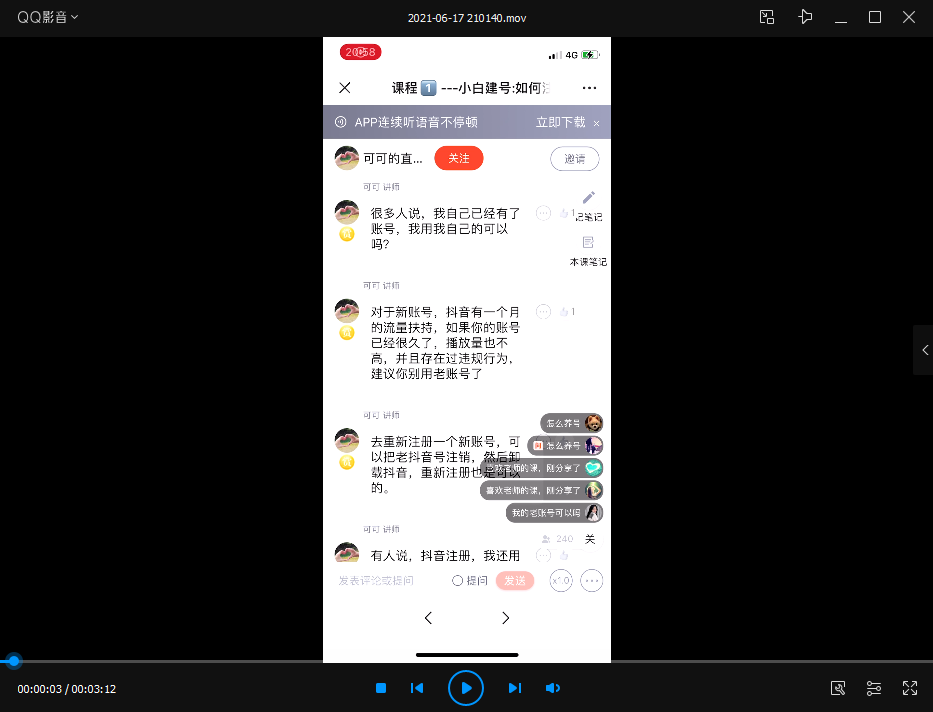 QQ影音
2021-06-17 210140.mov
20:58
4G
课程 1 ---小白建号:如何注
APP连续听语音不停顿
立即下载 ×
可可的直...
关注
邀请
可可 讲师
很多人说，我自己已经有了
账号，我用我自己的可以
吗?
1
记笔记
本课笔记
可可 讲师
对于新账号，抖音有一个月
的流量扶持，如果你的账号
已经很久了，播放量也不
高，并且存在过违规行为，
建议你别用老账号了
1
可可 讲师
去重新注册一个新账号，可
以把老抖音号注销，然后卸
载抖音，重新注册也是可以
的。
怎么养号
问 怎么养号
喜欢老师的课，刚分享了
喜欢老师的课，刚分享了
我的老账号可以吗
可可 讲师
240
关
有人说，抖音注册，我还用
发表评论或提问
提问
发送
x1.0
00:00:03 / 00:03:12